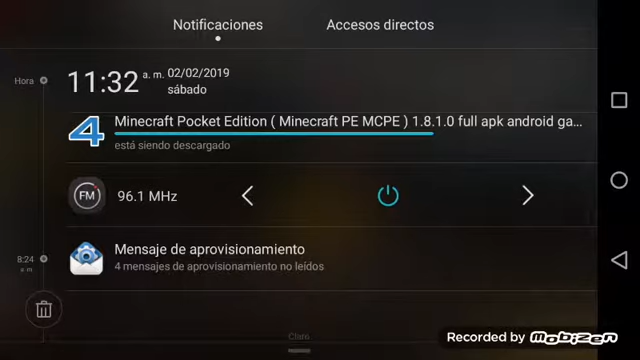 Notificaciones
Accesos directos
Hora
11:32 a. m. 02/02/2019
sábado
4
Minecraft Pocket Edition ( Minecraft PE MCPE ) 1.8.1.0 full apk android ga...
está siendo descargado
FM
96.1 MHz
8:24
a. m.
Mensaje de aprovisionamiento
4 mensajes de aprovisionamiento no leídos
Claro
Recorded by mobizen